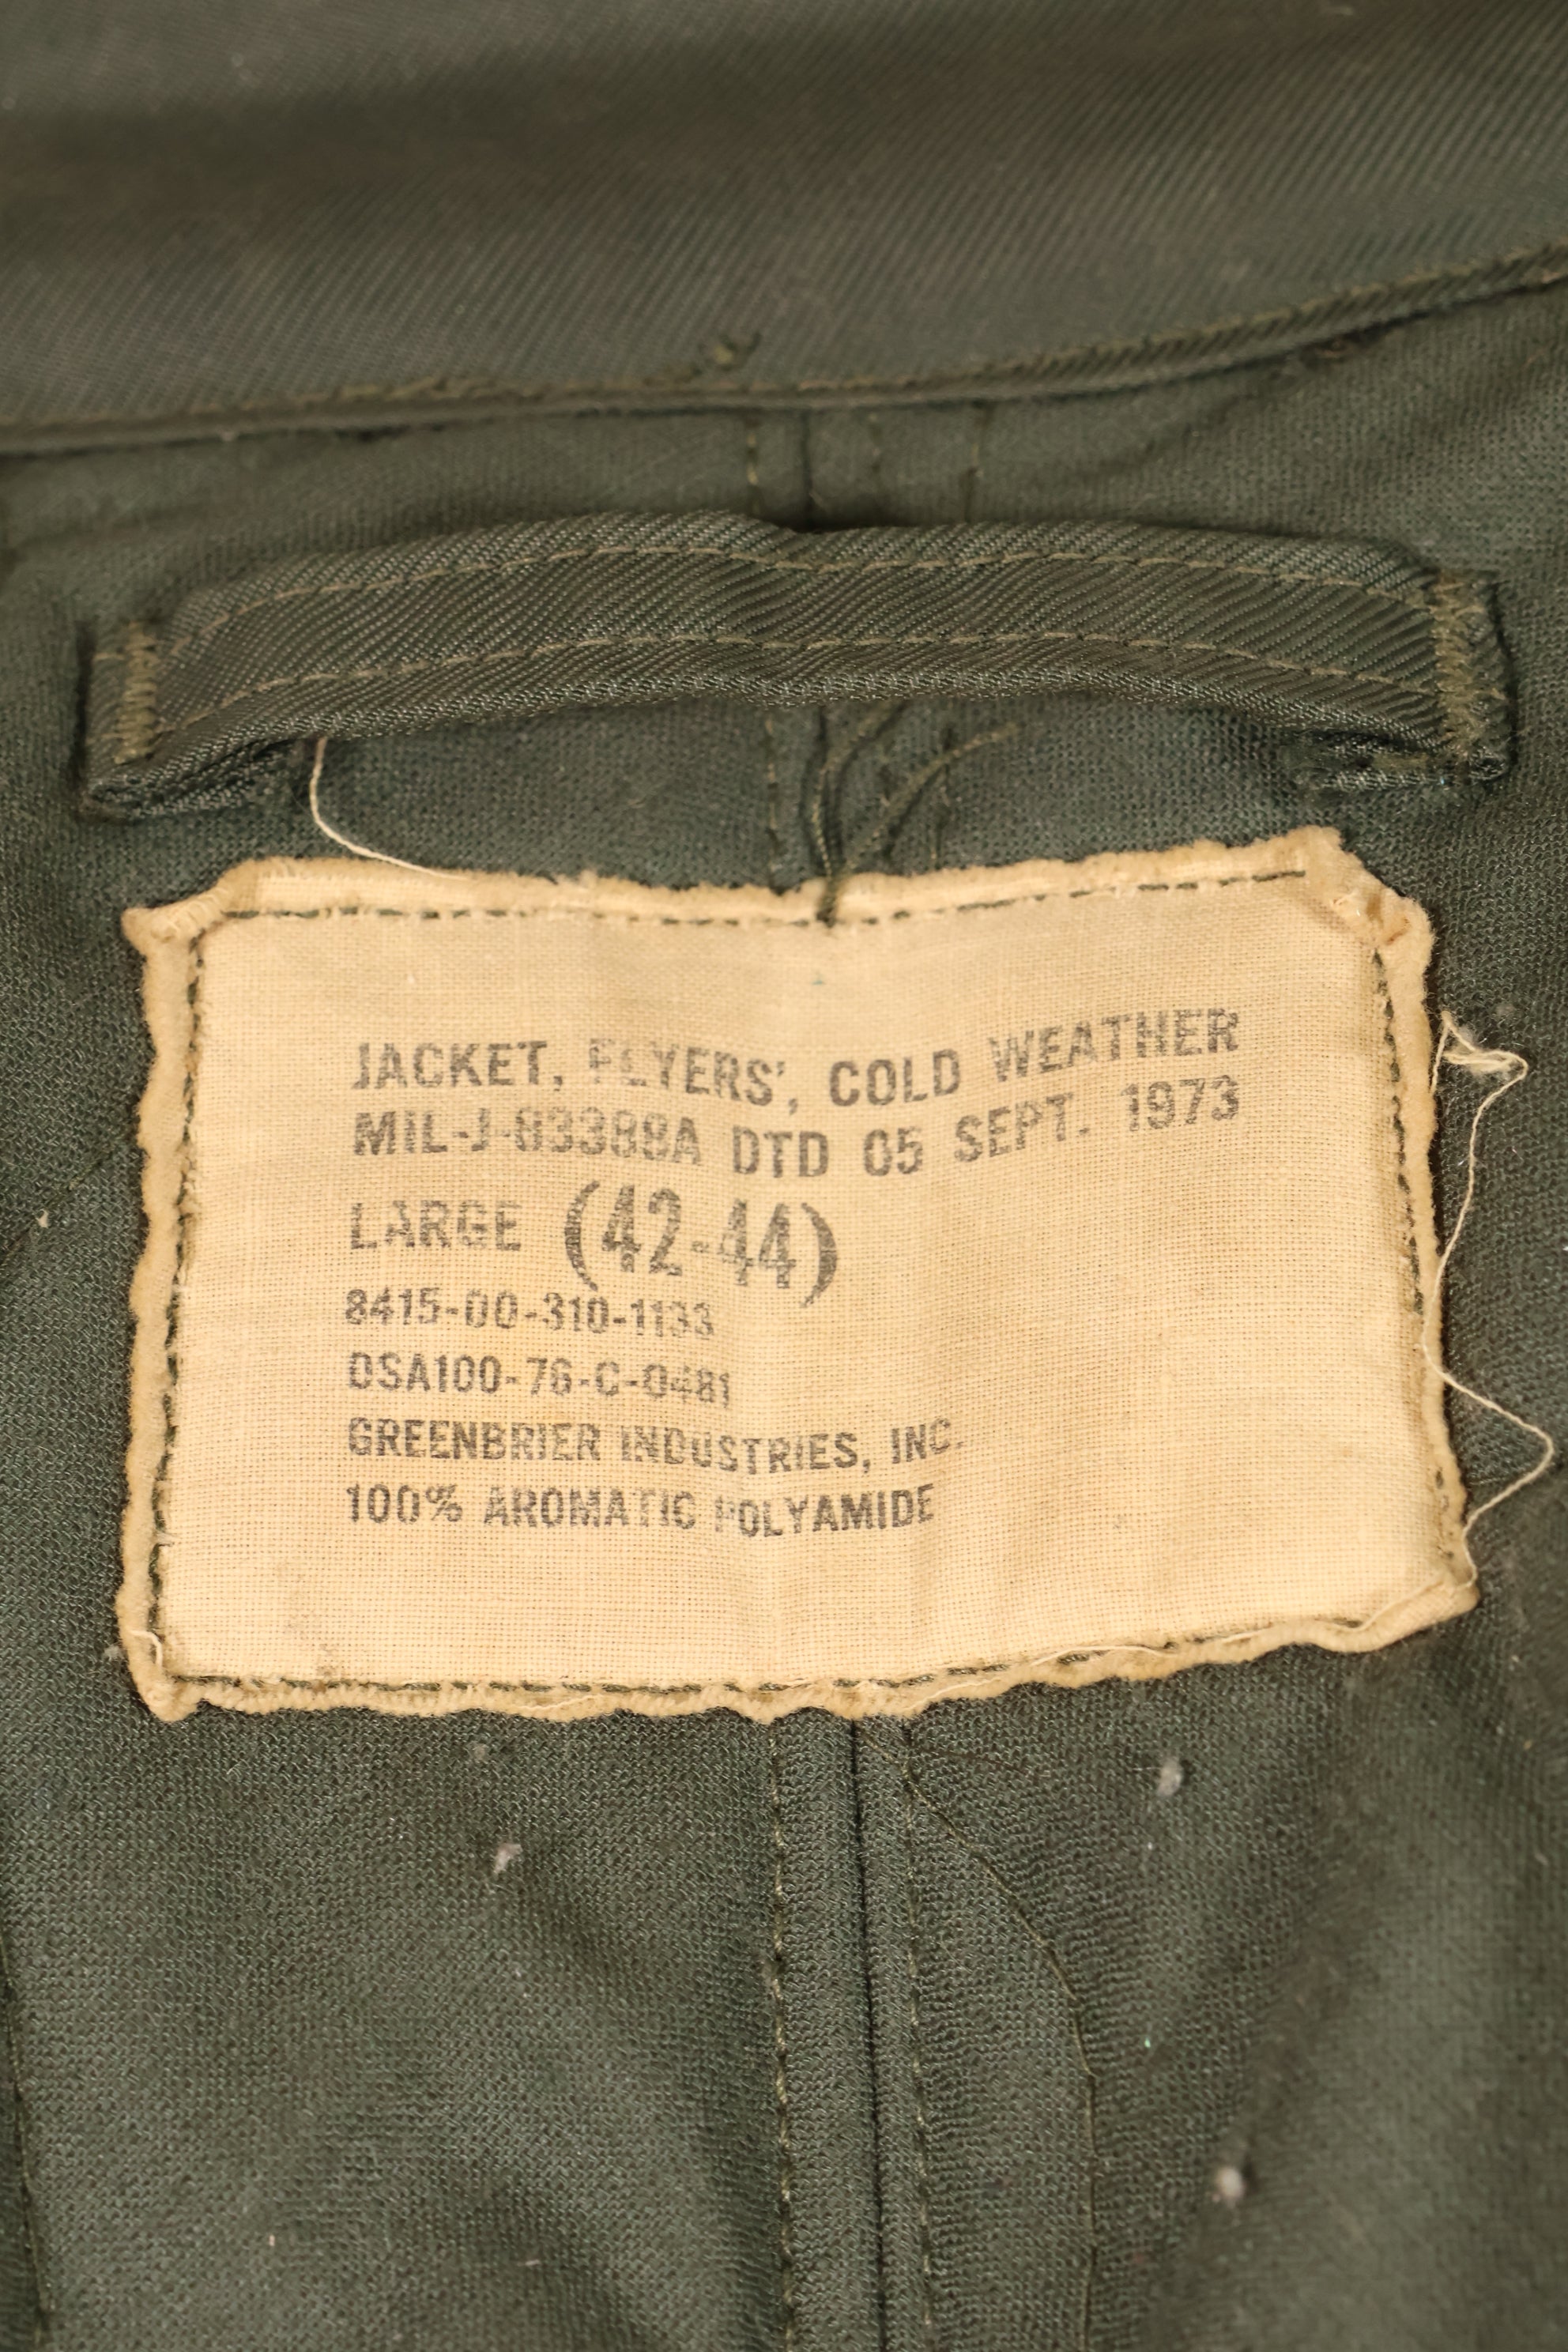 JACKET, FLYERS', COLD WEATHER
MIL-J-83388A DTD 05 SEPT. 1973
LARGE (42-44)
8415-00-310-1133
DSA100-76-C-0481
GREENBRIER INDUSTRIES, INC.
100% AROMATIC POLYAMIDE